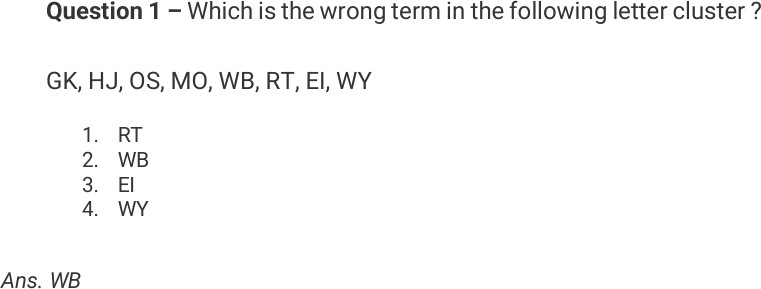 Question 1 – Which is the wrong term in the following letter cluster ?
GK, HJ, OS, MO, WB, RT, EI, WY
1. RT
2. WB
3. EI
4. WY
Ans. WB